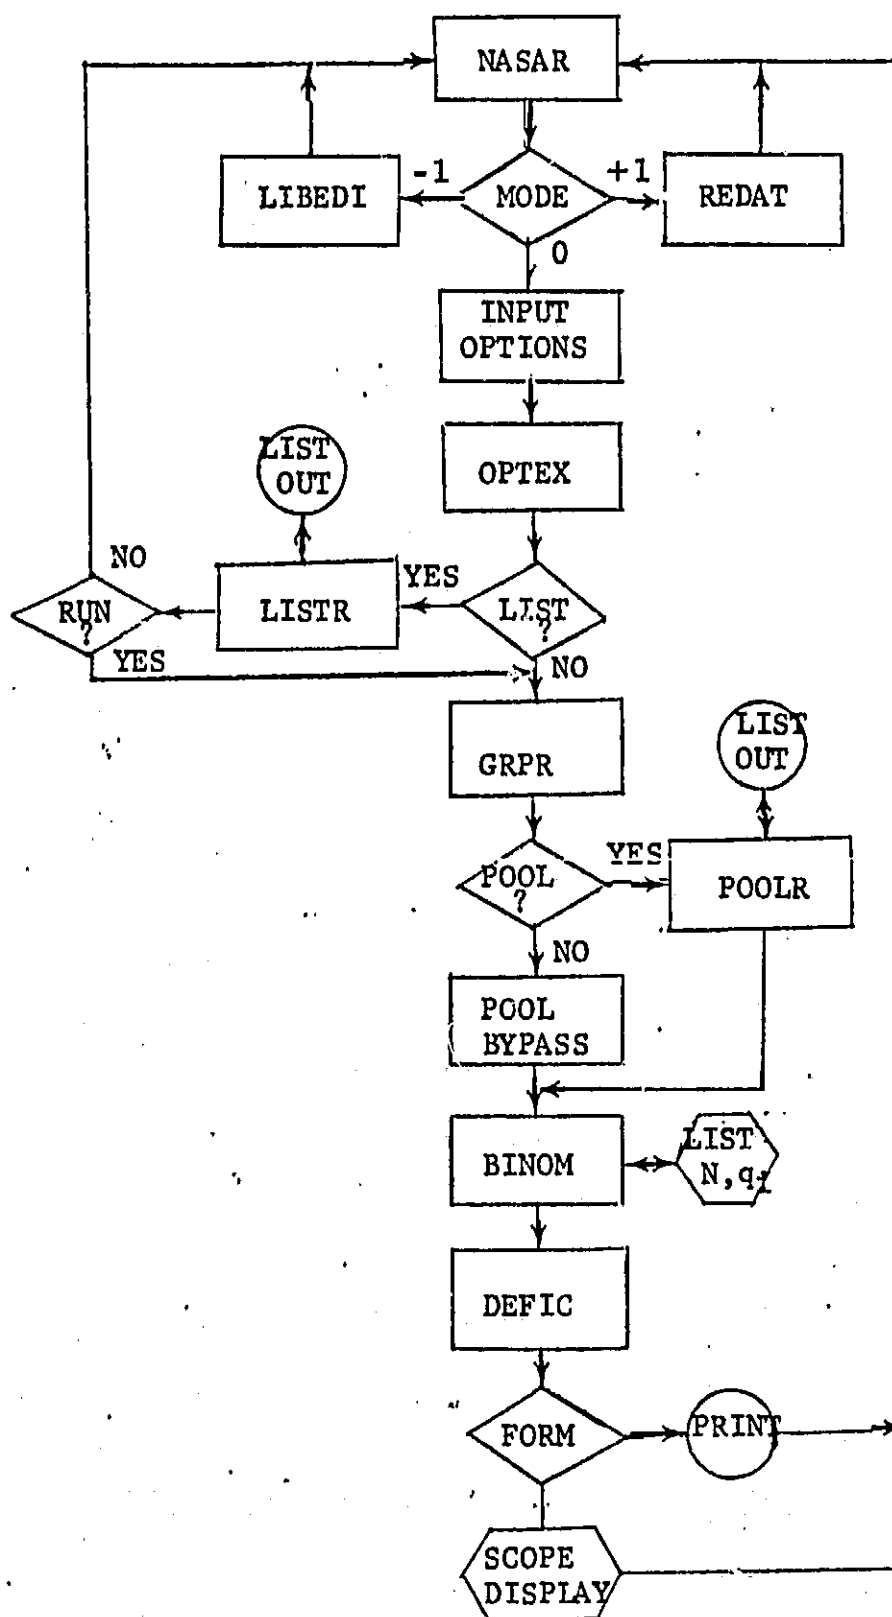 NASAR
LIBEDI
-1
MODE
+1
REDAT
0
INPUT
OPTIONS
LIST
OUT
OPTEX
NO
RUN
?
LISTR
YES
LIST
?
YES
NO
GRPR
LIST
OUT
POOL
?
YES
POOLR
NO
POOL
BYPASS
BINOM
LIST
N, qi
DEFIC
FORM
PRINT
SCOPE
DISPLAY